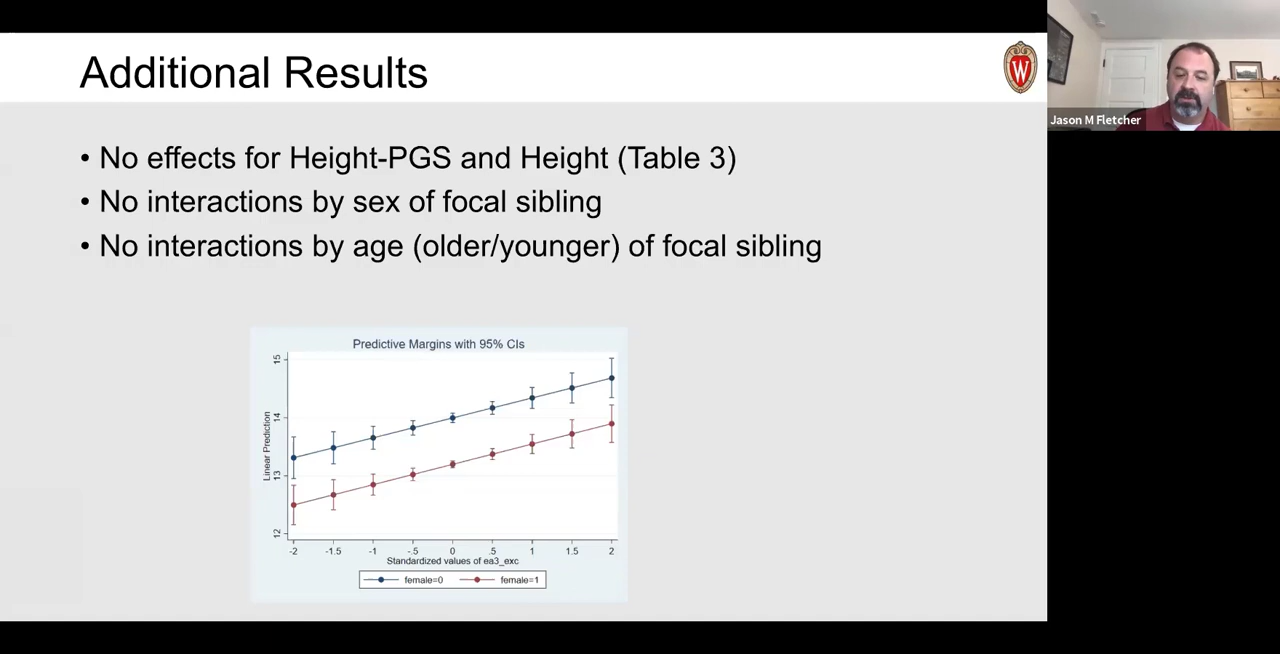 Additional Results
W
Jason M Fletcher
• No effects for Height-PGS and Height (Table 3)
• No interactions by sex of focal sibling
• No interactions by age (older/younger) of focal sibling
Predictive Margins with 95% CIs
15
14
13
12
Linear Prediction
-2 -1.5 -1 -.5 0 .5 1 1.5 2
Standardized values of ea3_exc
female=0 female=1